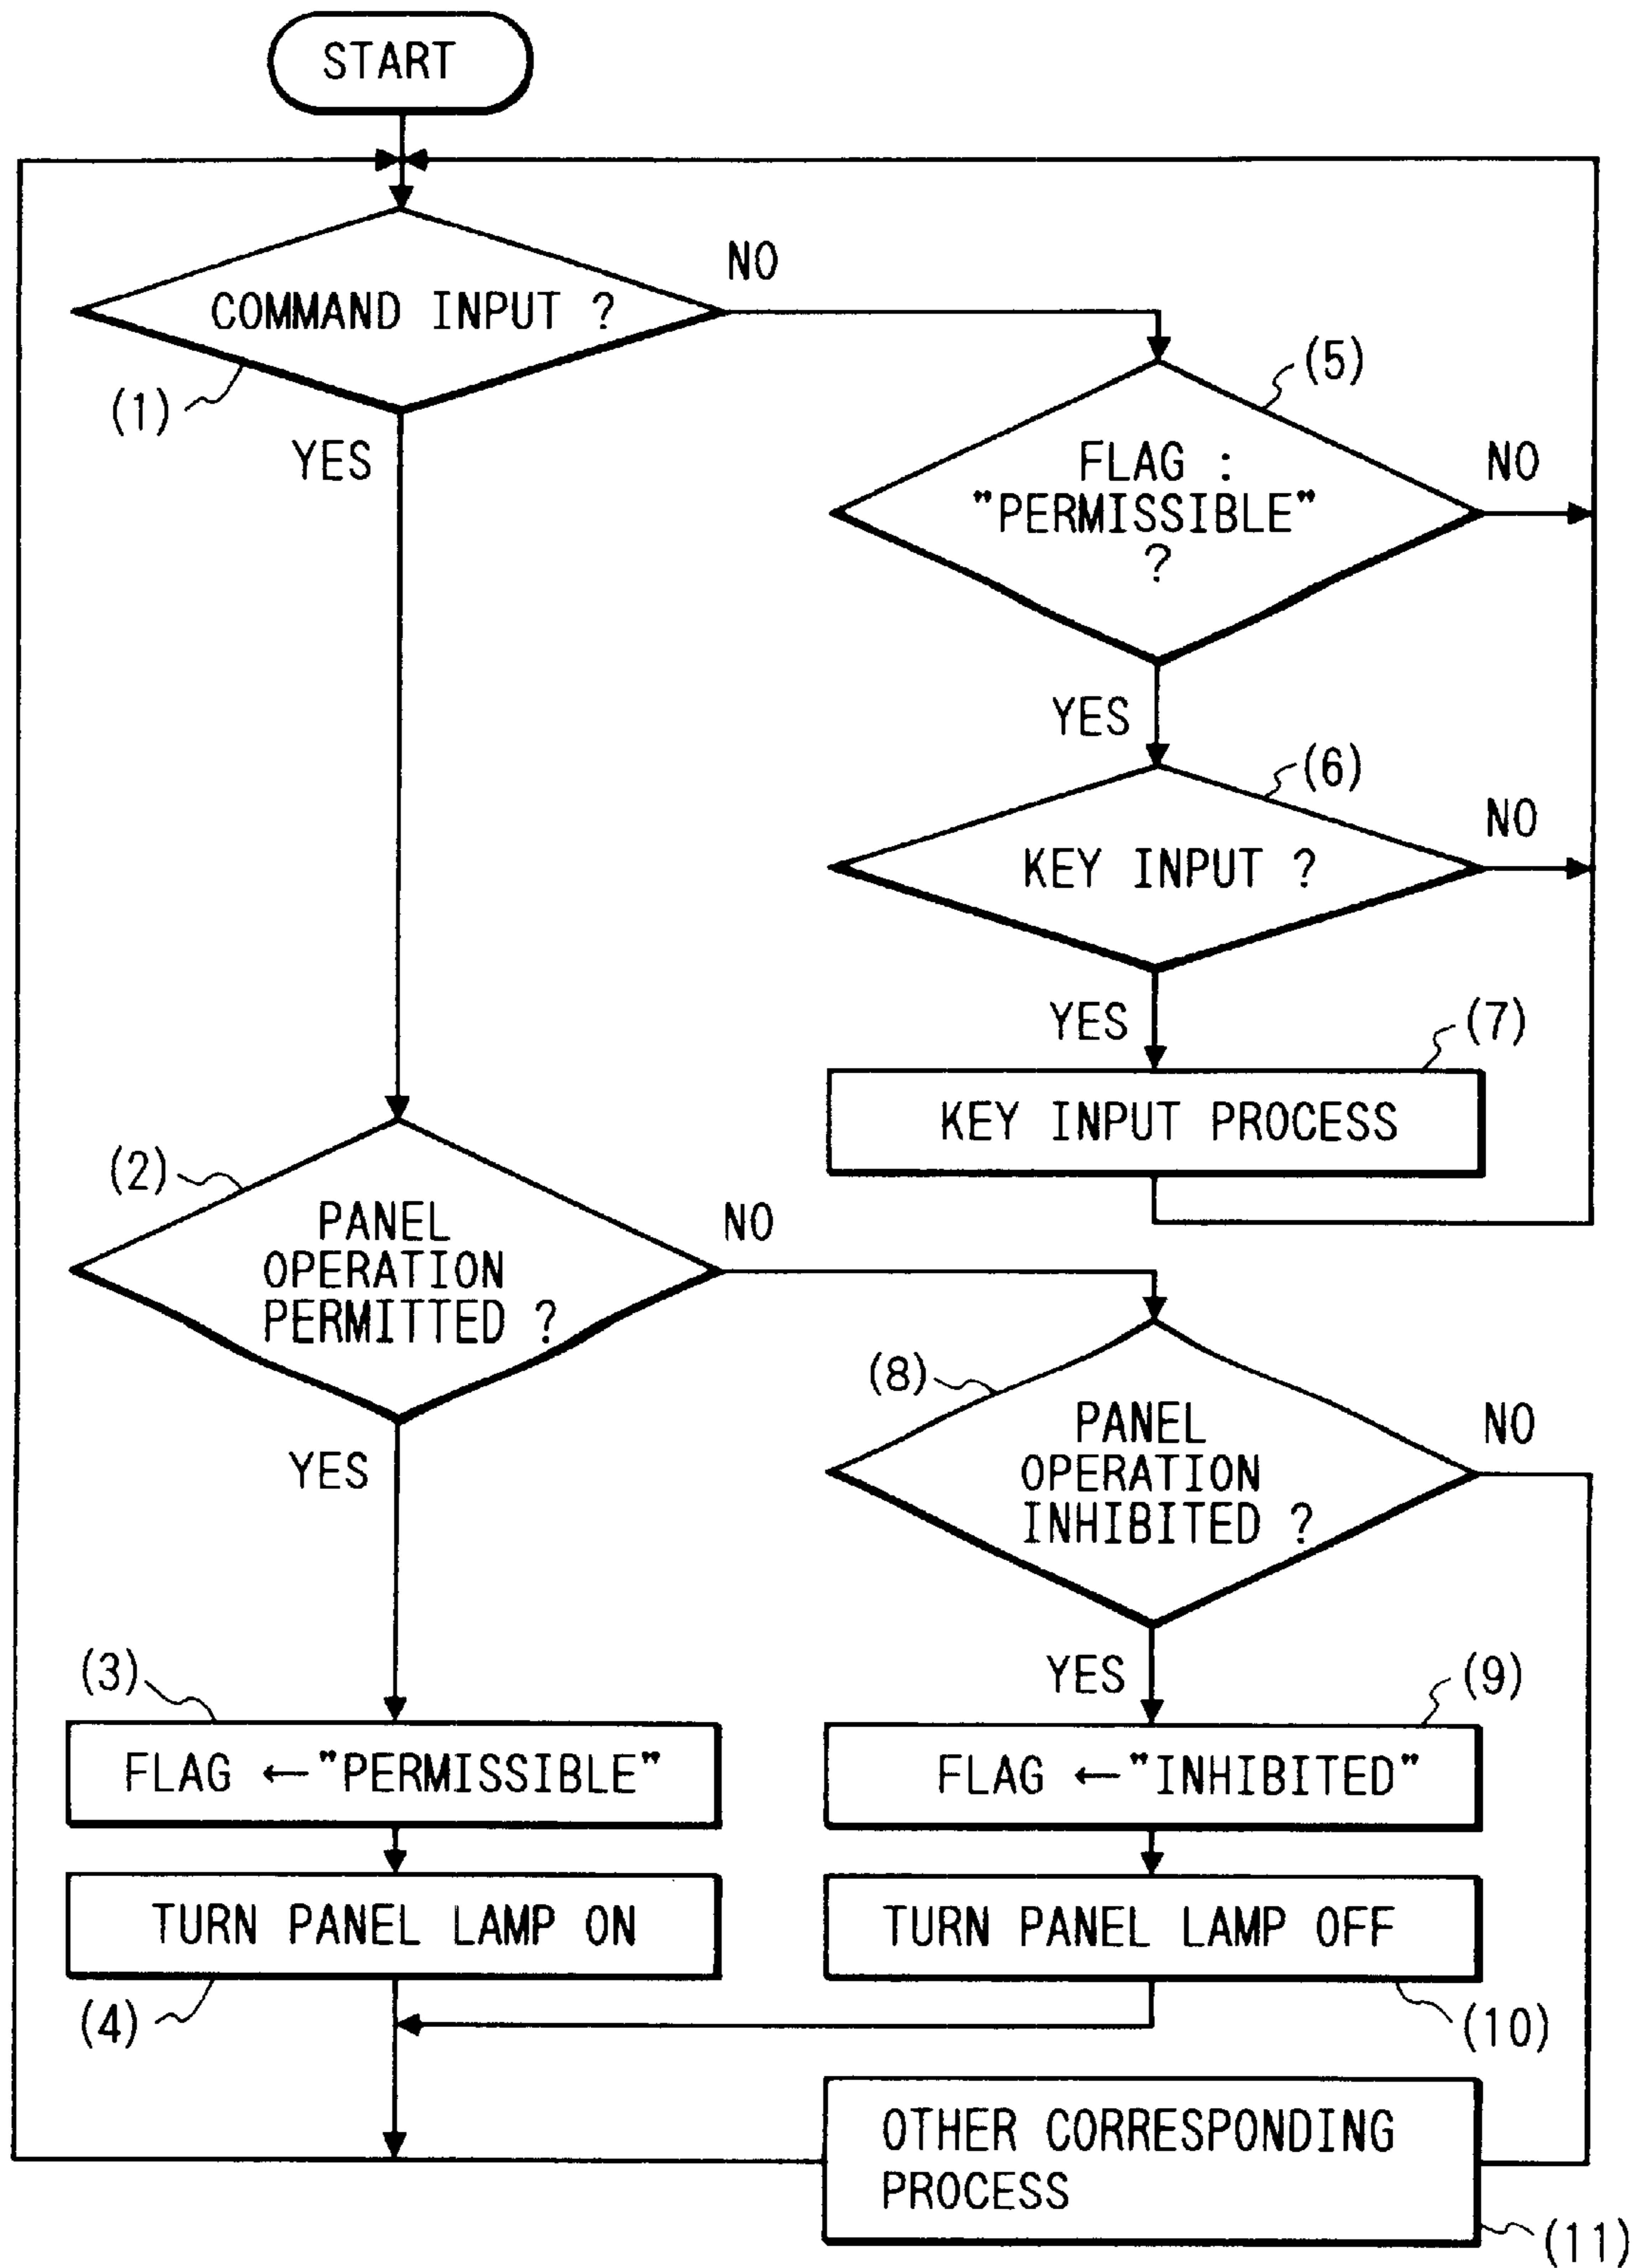 START
COMMAND INPUT ?
NO
(1)
YES
(5)
FLAG :
"PERMISSIBLE"
?
NO
YES
(6)
KEY INPUT ?
NO
YES
(7)
KEY INPUT PROCESS
(2)
PANEL
OPERATION
PERMITTED ?
NO
YES
(8)
PANEL
OPERATION
INHIBITED ?
NO
YES
(3)
FLAG ←"PERMISSIBLE"
(9)
FLAG ←"INHIBITED"
TURN PANEL LAMP ON
(4)
TURN PANEL LAMP OFF
(10)
OTHER CORRESPONDING
PROCESS
(11)